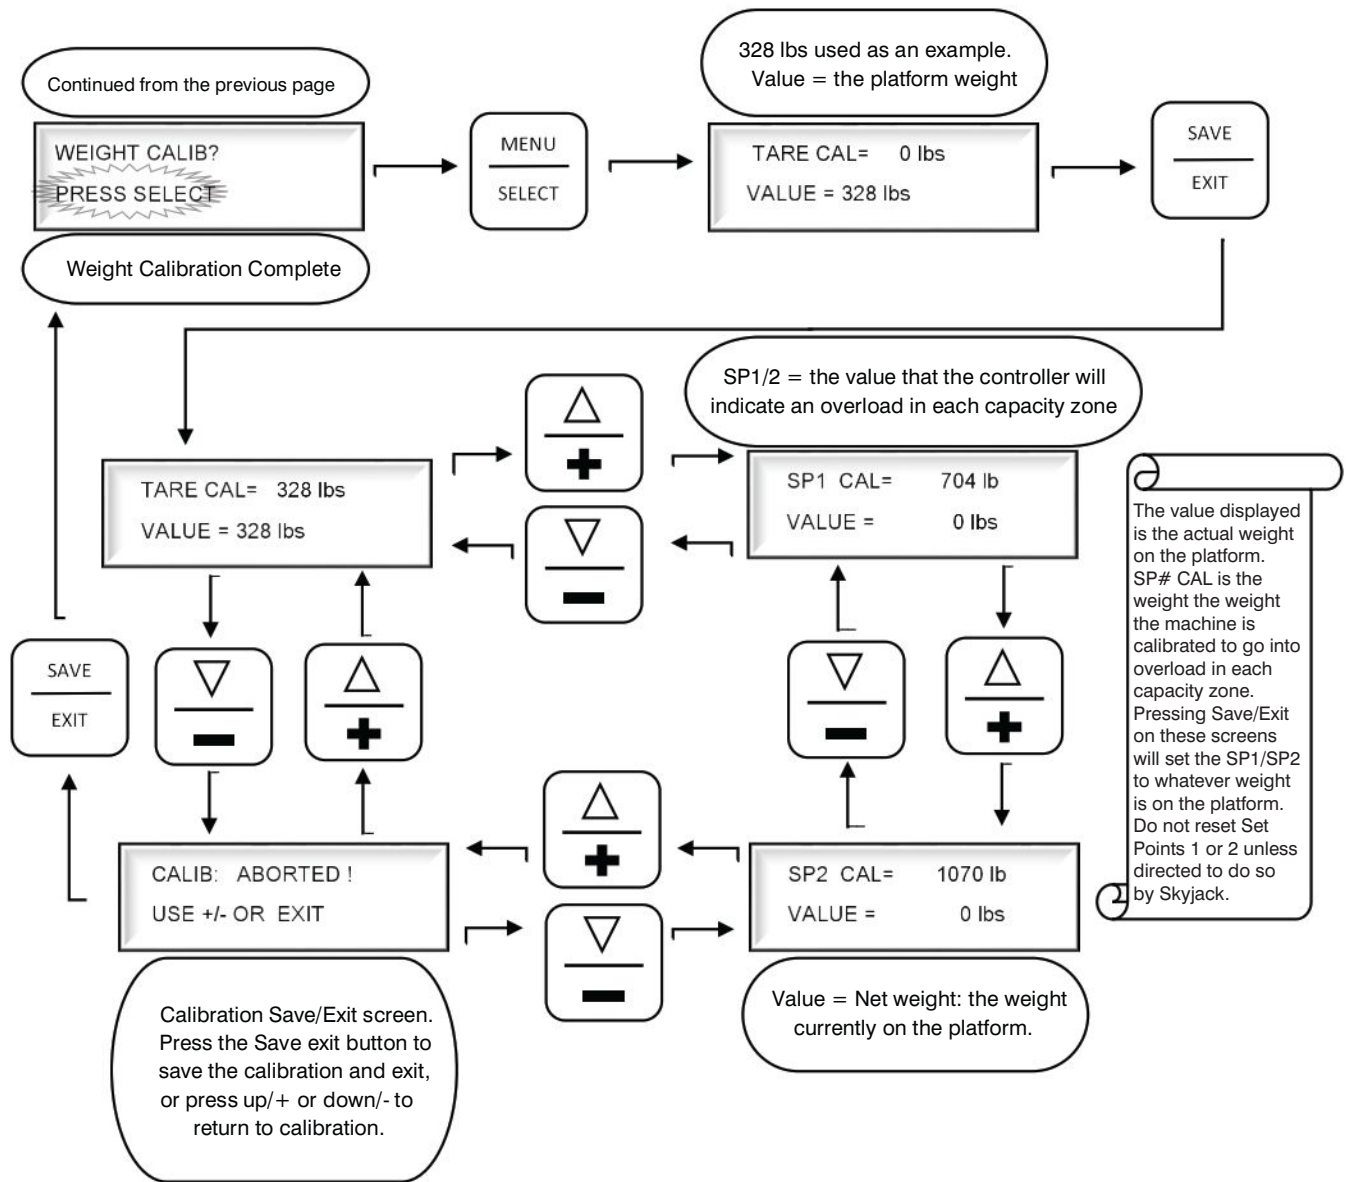 Continued from the previous page
WEIGHT CALIB?
PRESS SELECT
Weight Calibration Complete
MENU
SELECT
328 lbs used as an example.
Value = the platform weight
TARE CAL= 0 lbs
VALUE = 328 lbs
SAVE
EXIT
SP1/2 = the value that the controller will
indicate an overload in each capacity zone
TARE CAL= 328 lbs
VALUE = 328 lbs
SP1 CAL= 704 lb
VALUE = 0 lbs
The value displayed
is the actual weight
on the platform.
SP# CAL is the
weight the weight
the machine is
calibrated to go into
overload in each
capacity zone.
Pressing Save/Exit
on these screens
will set the SP1/SP2
to whatever weight
is on the platform.
Do not reset Set
Points 1 or 2 unless
directed to do so
by Skyjack.
SAVE
EXIT
CALIB: ABORTED !
USE +/- OR EXIT
SP2 CAL= 1070 lb
VALUE = 0 lbs
Calibration Save/Exit screen.
Press the Save exit button to
save the calibration and exit,
or press up/+ or down/- to
return to calibration.
Value = Net weight: the weight
currently on the platform.